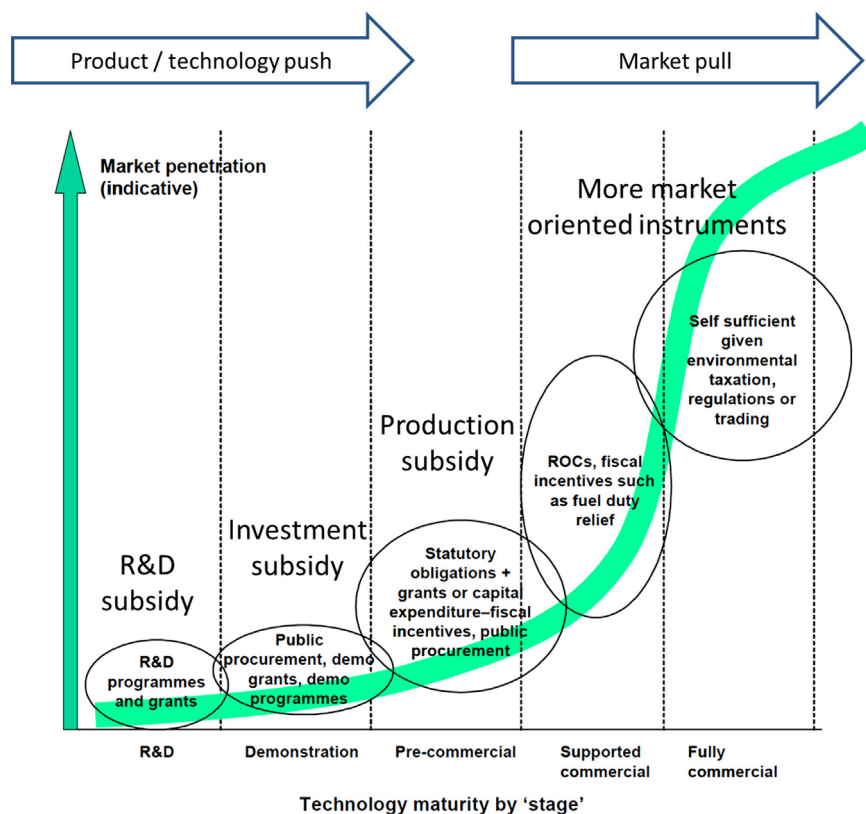 Product / technology push
Market pull
Market penetration
(indicative)
More market
oriented instruments
Self sufficient
given
environmental
taxation,
regulations or
trading
Production
subsidy
ROCs, fiscal
incentives such
as fuel duty
relief
Investment
subsidy
Statutory
obligations +
grants or capital
expenditure–fiscal
incentives, public
procurement
R&D
subsidy
Public
procurement, demo
grants, demo
programmes
R&D
programmes
and grants
R&D
Demonstration
Pre-commercial
Supported
commercial
Fully
commercial
Technology maturity by ‘stage’